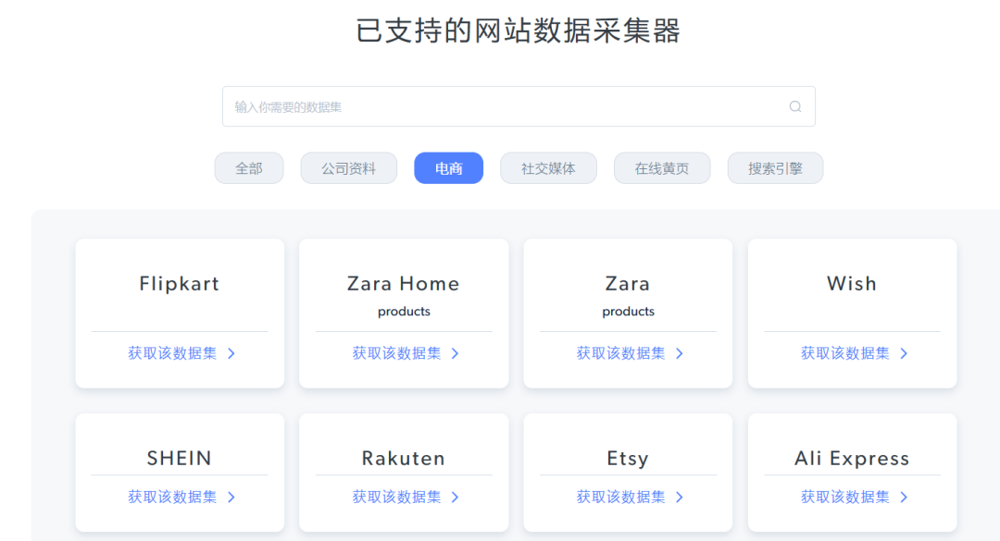 已支持的网站数据采集器
输入你需要的数据集
全部 公司资料 电商 社交媒体 在线黄页 搜索引擎
Flipkart Zara Home Zara Wish
products products
获取该数据集 获取该数据集 获取该数据集 获取该数据集
SHEIN Rakuten Etsy Ali Express
获取该数据集 获取该数据集 获取该数据集 获取该数据集